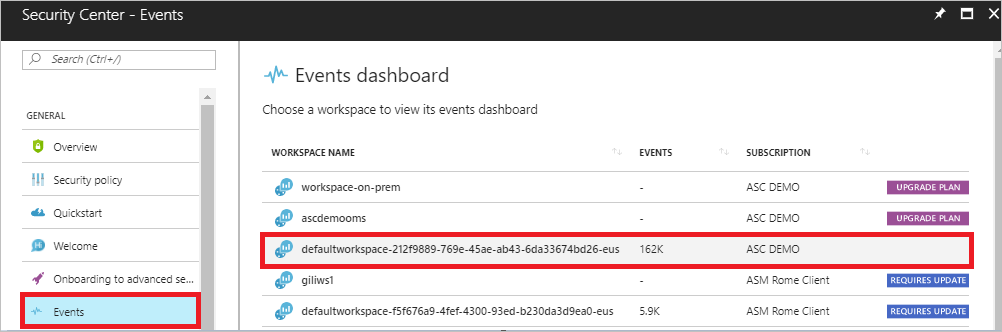 Security Center - Events
Search (Ctrl+/)
GENERAL
Overview
Security policy
Quickstart
Welcome
Onboarding to advanced se...
Events
Events dashboard
Choose a workspace to view its events dashboard
WORKSPACE NAME EVENTS SUBSCRIPTION
workspace-on-prem - ASC DEMO UPGRADE PLAN
ascdemooms - ASC DEMO UPGRADE PLAN
defaultworkspace-212f9889-769e-45ae-ab43-6da33674bd26-eus 162K ASC DEMO
giliws1 - ASM Rome Client REQUIRES UPDATE
defaultworkspace-f5f676a9-4fef-4300-93ed-b230da3d9ea0-eus 5.9K ASM Rome Client REQUIRES UPDATE